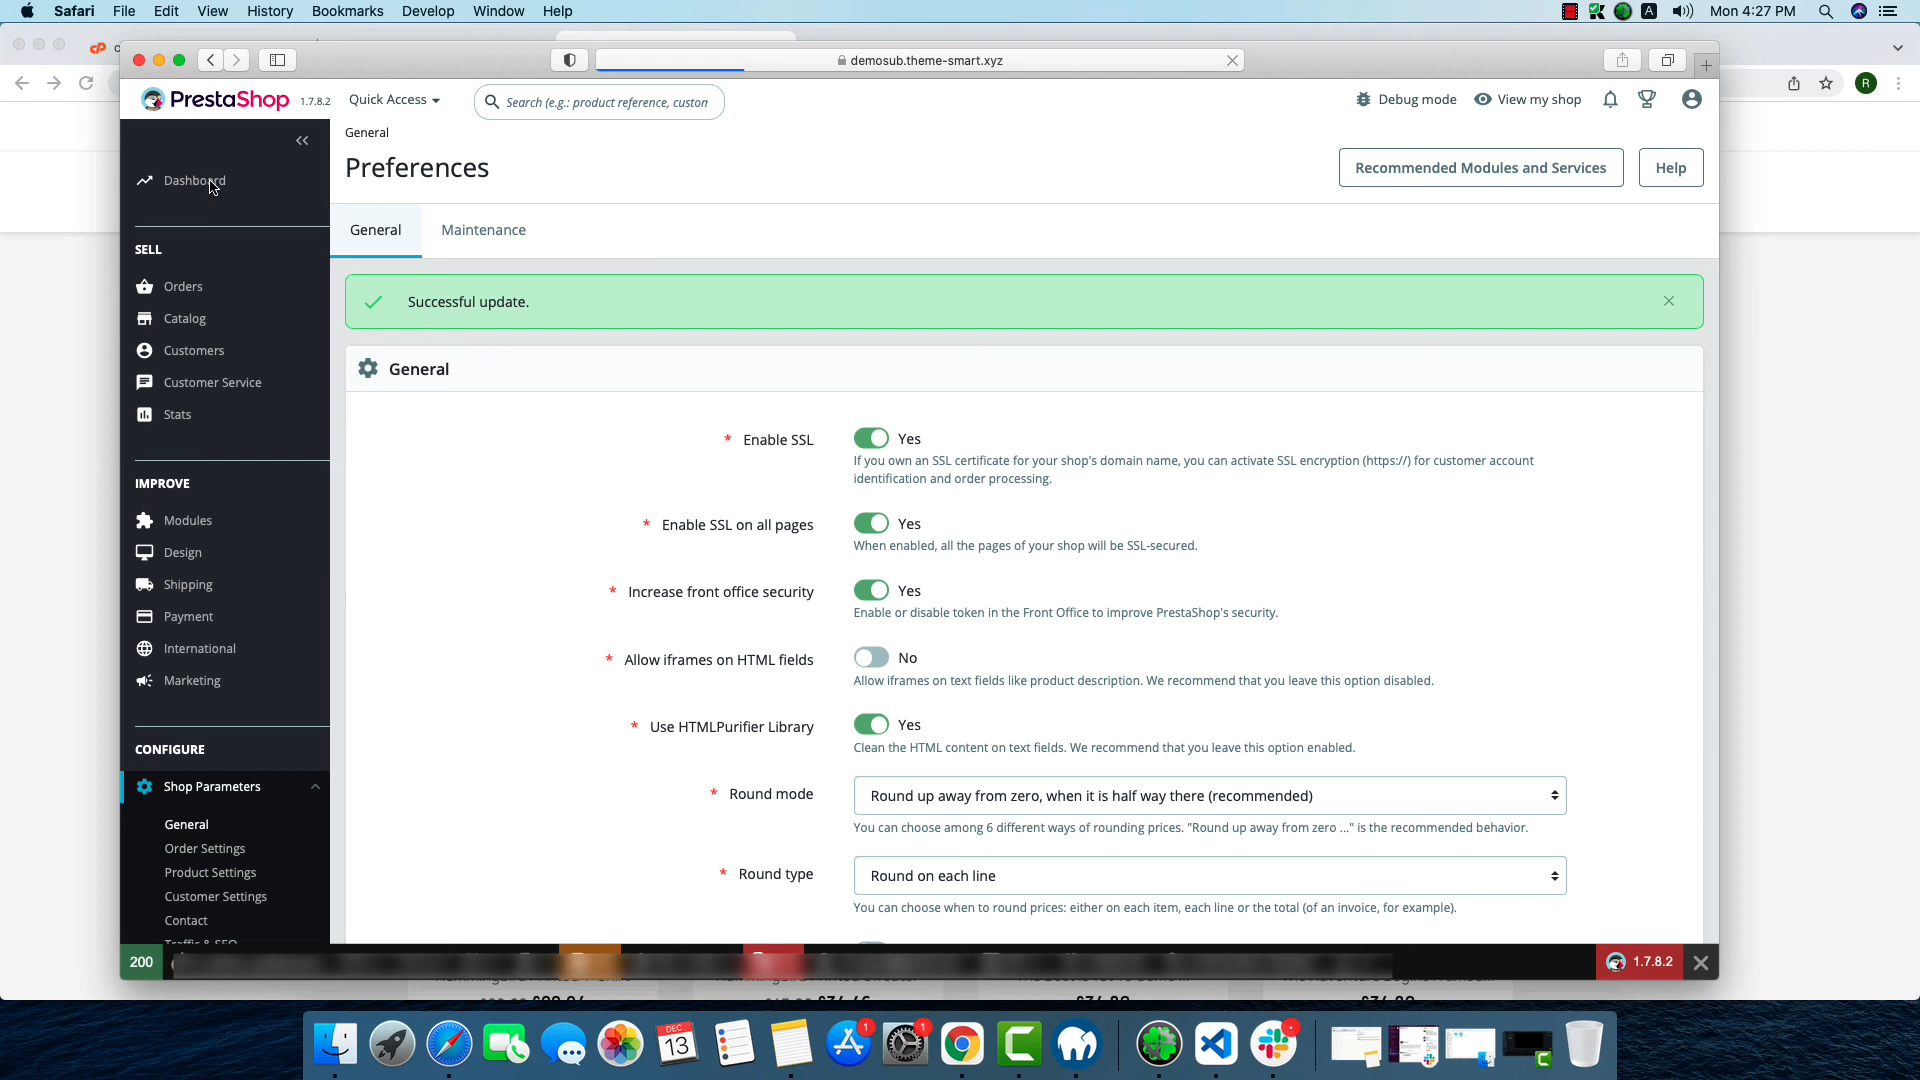 Safari File Edit View History Bookmarks Develop Window Help
A Mon 4:27 PM
demosub.theme-smart.xyz
R
PrestaShop 1.7.8.2 Quick Access
Search (e.g.: product reference, custon
Debug mode View my shop
General
Preferences
Recommended Modules and Services
Help
General
Maintenance
Successful update.
Dashboard
SELL
Orders
Catalog
Customers
Customer Service
Stats
IMPROVE
Modules
Design
Shipping
Payment
International
Marketing
CONFIGURE
Shop Parameters
General
Order Settings
Product Settings
Customer Settings
Contact
Traffic & SEO
General
* Enable SSL
Yes
If you own an SSL certificate for your shop's domain name, you can activate SSL encryption (https://) for customer account
identification and order processing.
* Enable SSL on all pages
Yes
When enabled, all the pages of your shop will be SSL-secured.
* Increase front office security
Yes
Enable or disable token in the Front Office to improve PrestaShop's security.
* Allow iframes on HTML fields
No
Allow iframes on text fields like product description. We recommend that you leave this option disabled.
* Use HTMLPurifier Library
Yes
Clean the HTML content on text fields. We recommend that you leave this option enabled.
* Round mode
Round up away from zero, when it is half way there (recommended)
You can choose among 6 different ways of rounding prices. "Round up away from zero ..." is the recommended behavior.
* Round type
Round on each line
You can choose when to round prices: either on each item, each line or the total (of an invoice, for example).
200
1.7.8.2
DEC
13
1
1